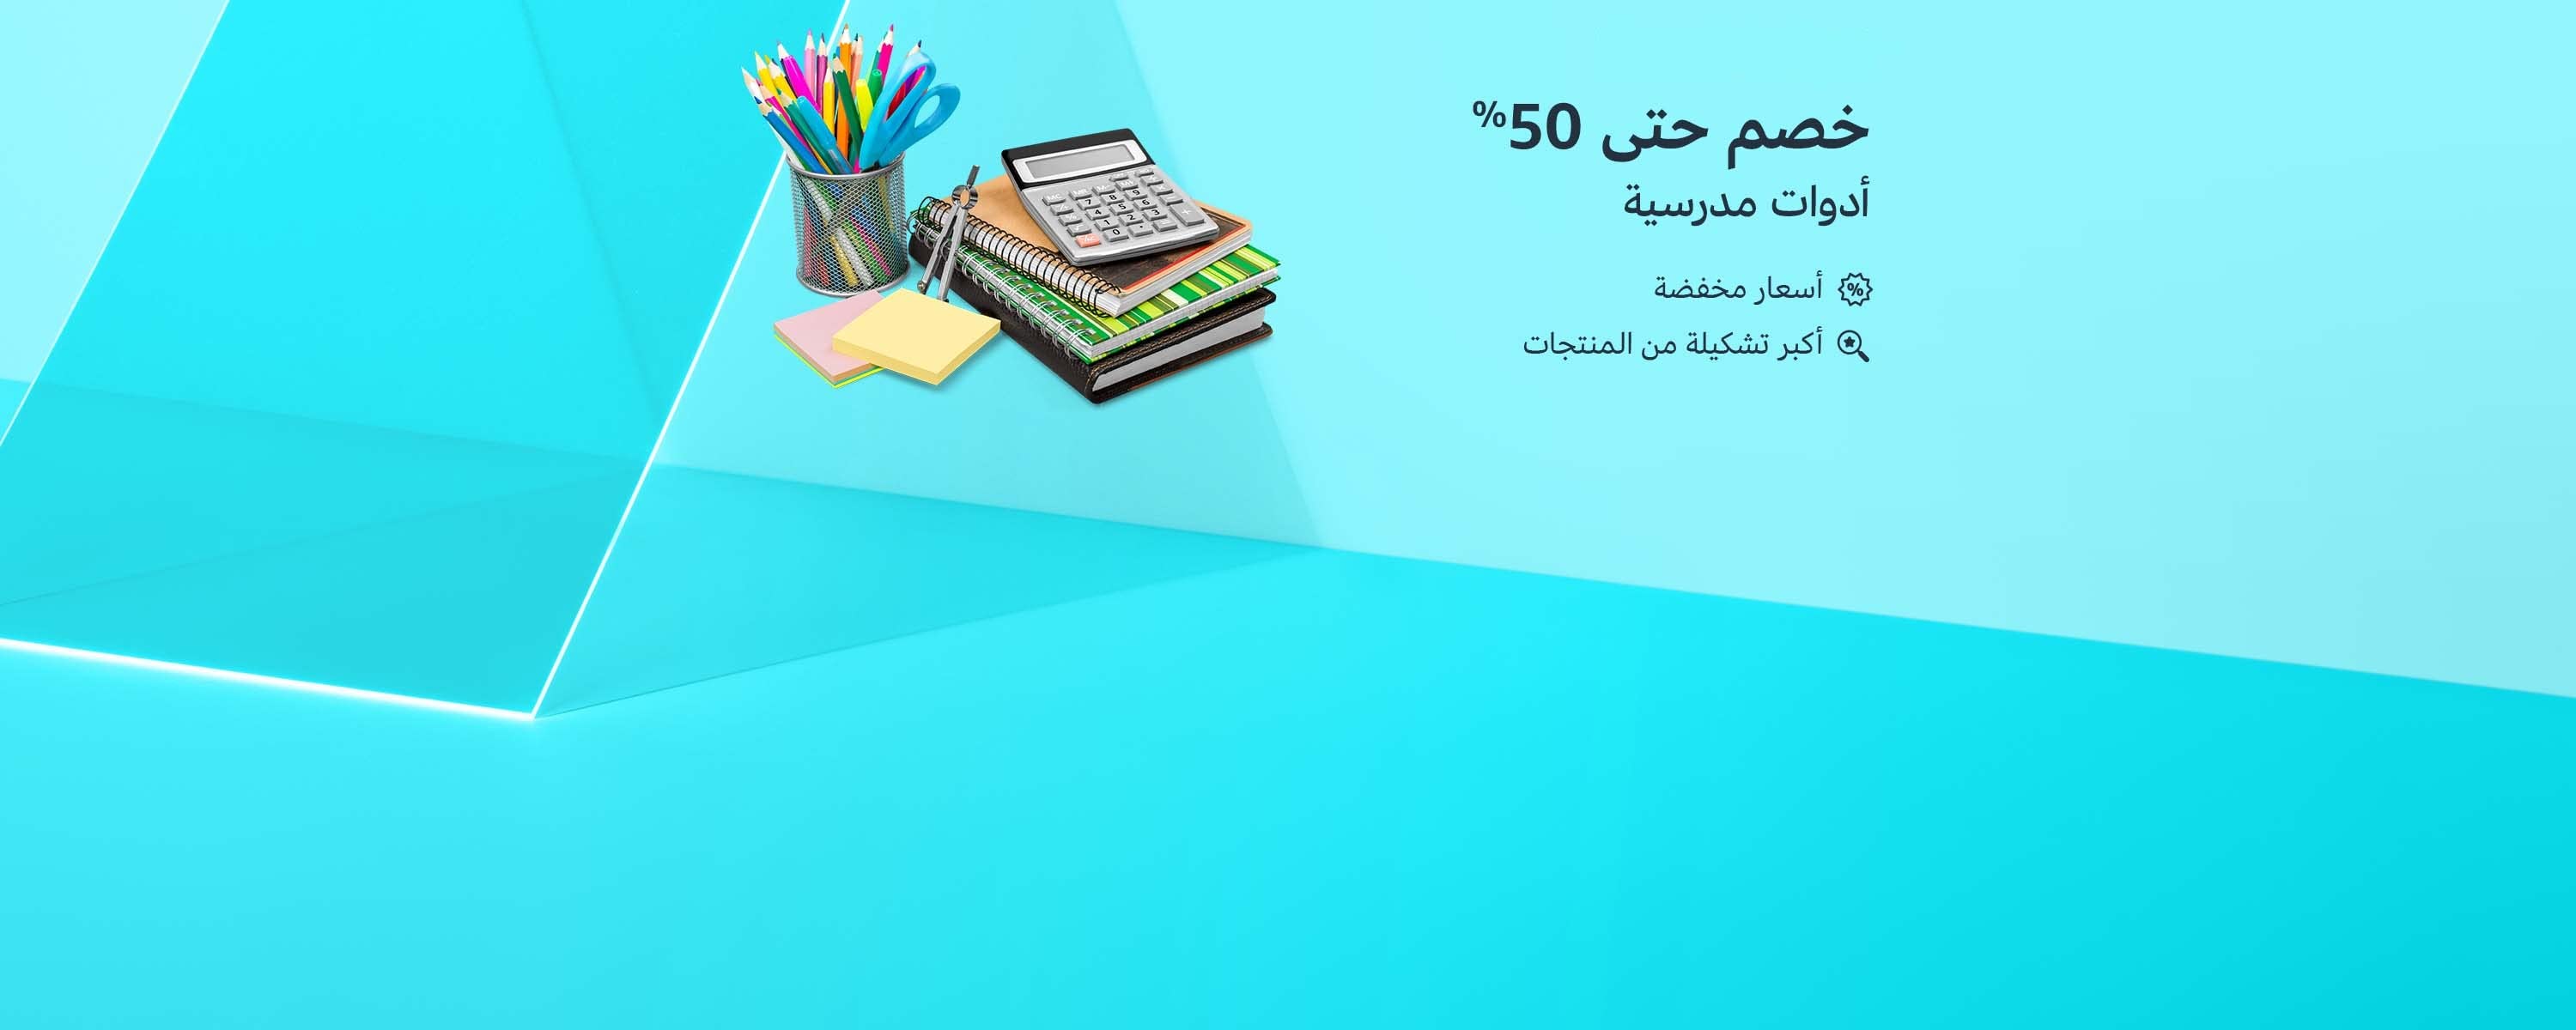 خصم حتى 50%
أدوات مدرسية
أسعار مخفضة
أكبر تشكيلة من المنتجات